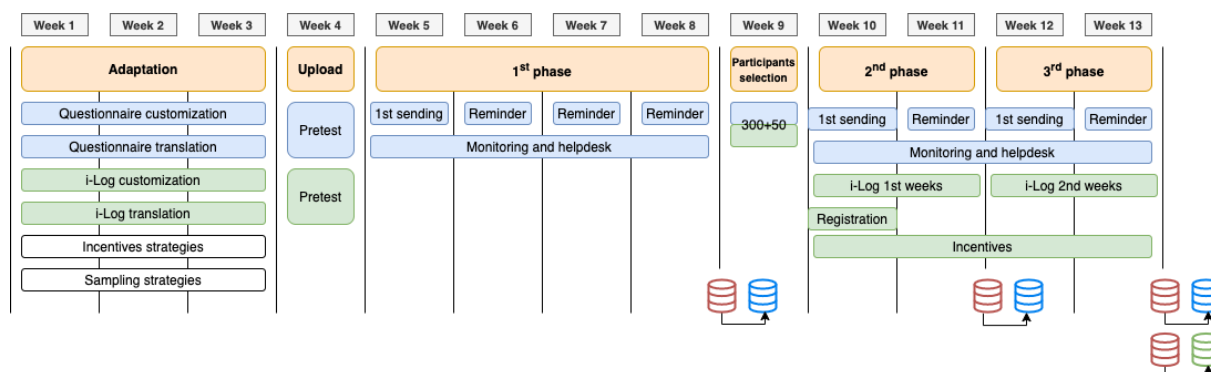 Week 1 Week 2 Week 3 Week 4 Week 5 Week 6 Week 7 Week 8 Week 9 Week 10 Week 11 Week 12 Week 13
Adaptation
Upload
1st phase
Participants
selection
2nd phase
3rd phase
Questionnaire customization
Questionnaire translation
i-Log customization
i-Log translation
Incentives strategies
Sampling strategies
Pretest
Pretest
1st sending Reminder Reminder Reminder
Monitoring and helpdesk
300+50
1st sending Reminder 1st sending Reminder
Monitoring and helpdesk
i-Log 1st weeks i-Log 2nd weeks
Registration
Incentives